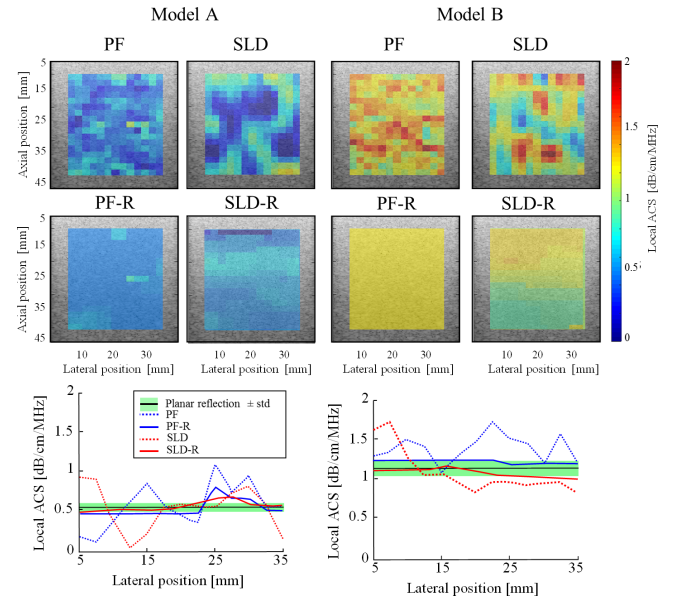 Model A
Model B
PF
SLD
PF
SLD
5
15
25
35
45
Axial position [mm]
PF-R
SLD-R
PF-R
SLD-R
5
15
25
35
45
Axial position [mm]
10 20 30
10 20 30
10 20 30
10 20 30
Lateral position [mm]
Lateral position [mm]
Lateral position [mm]
Lateral position [mm]
2
1.5
1
0.5
0
Local ACS [dB/cm/MHz]
2
1.5
1
0.5
0
Local ACS [dB/cm/MHz]
Planar reflection ± std
PF
PF-R
SLD
SLD-R
5 15 25 35
Lateral position [mm]
2
1.5
1
0.5
0
Local ACS [dB/cm/MHz]
5 15 25 35
Lateral position [mm]